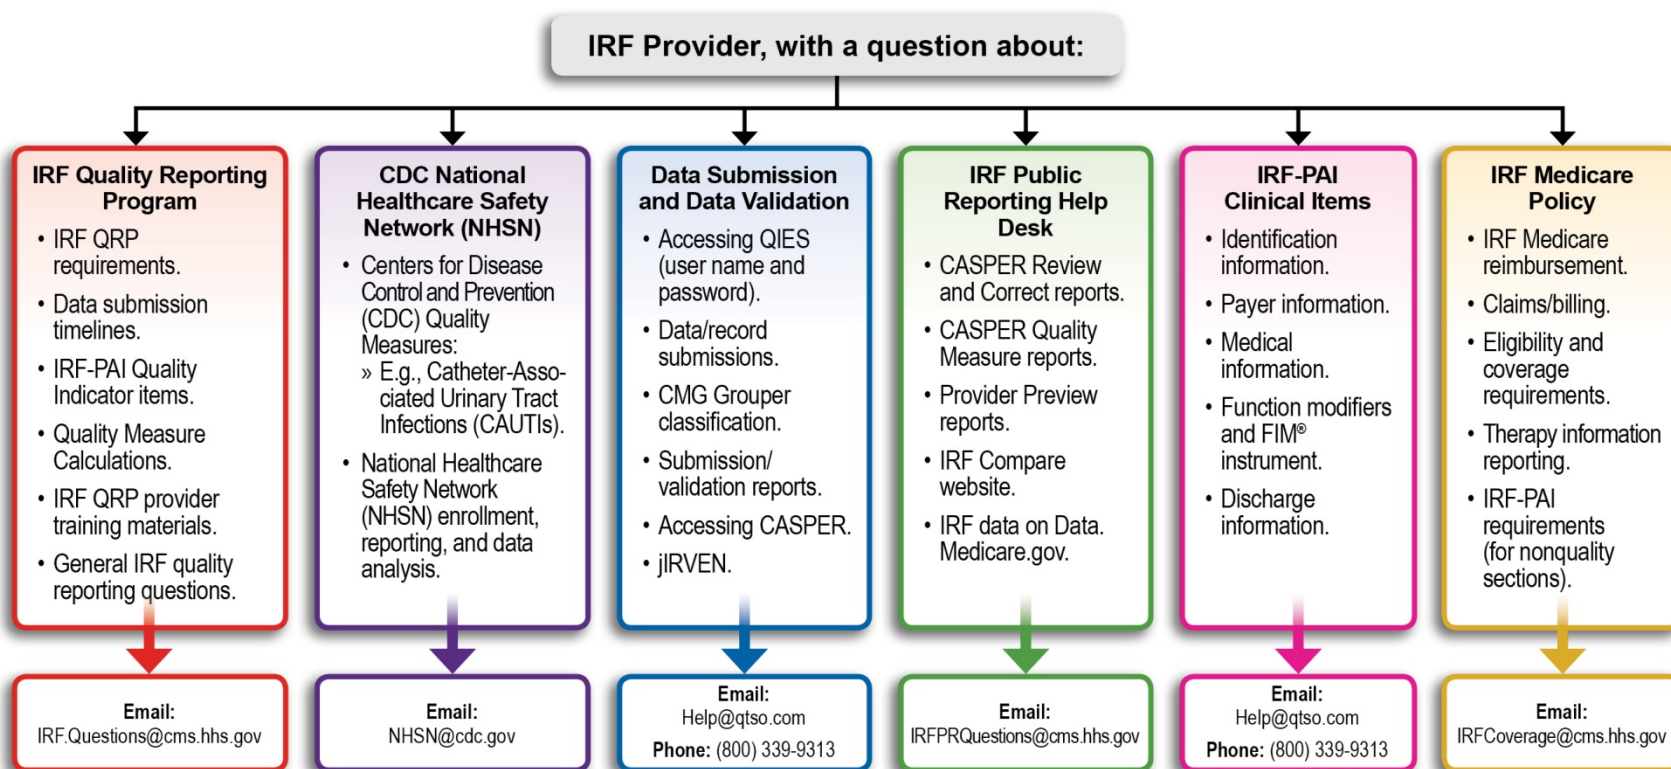 IRF Provider, with a question about:
IRF Quality Reporting
Program
• IRF QRP
requirements.
• Data submission
timelines.
• IRF-PAI Quality
Indicator items.
• Quality Measure
Calculations.
• IRF QRP provider
training materials.
• General IRF quality
reporting questions.
Email:
IRF.Questions@cms.hhs.gov
CDC National
Healthcare Safety
Network (NHSN)
• Centers for Disease
Control and Prevention
(CDC) Quality
Measures:
» E.g., Catheter-Asso-
ciated Urinary Tract
Infections (CAUTIs).
• National Healthcare
Safety Network
(NHSN) enrollment,
reporting, and data
analysis.
Email:
NHSN@cdc.gov
Data Submission
and Data Validation
• Accessing QIES
(user name and
password).
• Data/record
submissions.
• CMG Grouper
classification.
• Submission/
validation reports.
• Accessing CASPER.
• jIRVEN.
Email:
Help@qtso.com
Phone: (800) 339-9313
IRF Public
Reporting Help
Desk
• CASPER Review
and Correct reports.
• CASPER Quality
Measure reports.
• Provider Preview
reports.
• IRF Compare
website.
• IRF data on Data.
Medicare.gov.
Email:
IRFPRQuestions@cms.hhs.gov
IRF-PAI
Clinical Items
• Identification
information.
• Payer information.
• Medical
information.
• Function modifiers
and FIM®
instrument.
• Discharge
information.
Email:
Help@qtso.com
Phone: (800) 339-9313
IRF Medicare
Policy
• IRF Medicare
reimbursement.
• Claims/billing.
• Eligibility and
coverage
requirements.
• Therapy information
reporting.
• IRF-PAI
requirements
(for nonquality
sections).
Email:
IRFCoverage@cms.hhs.gov